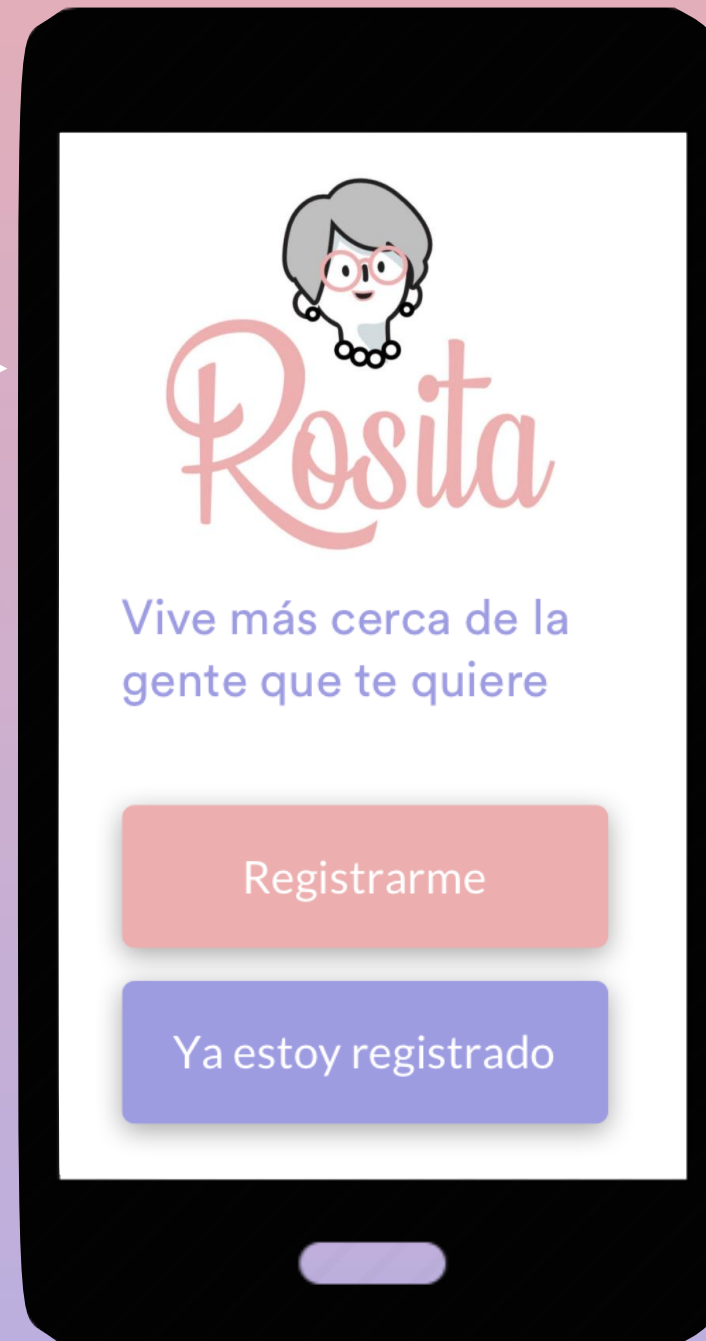 Rosita
Vive más cerca de la
gente que te quiere
Registrarme
Ya estoy registrado